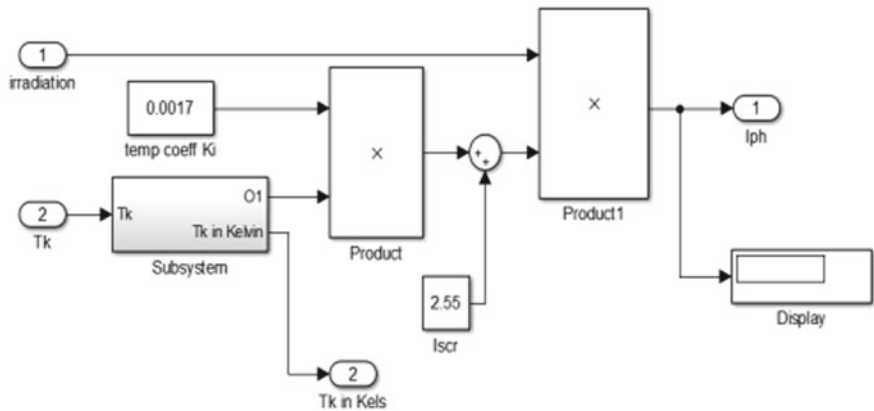 1
irradiation
0.0017
temp coeff Ki
2
Tk
Tk
O1
Tk in Kelvin
Subsystem
X
Product
+
+
2.55
Iscr
X
Product1
1
Iph
Display
2
Tk in Kels